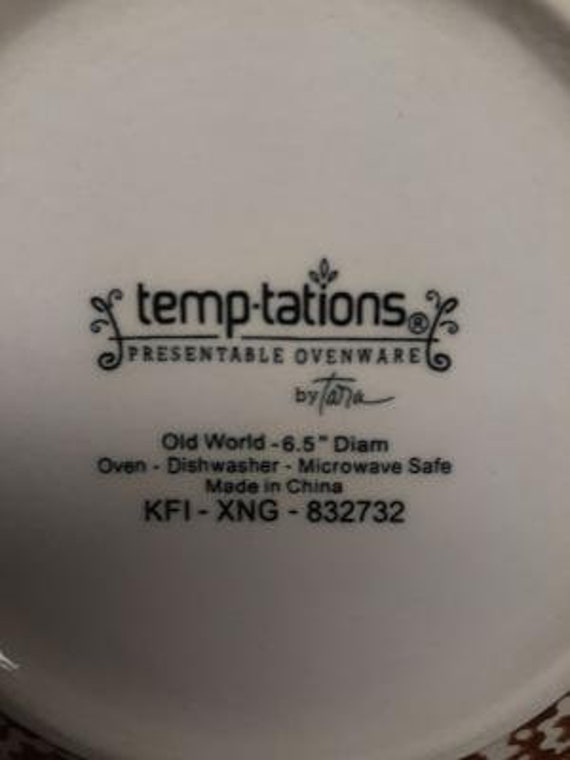 temp-tations®
PRESENTABLE OVENWARE
by Tara
Old World - 6.5" Diam
Oven - Dishwasher - Microwave Safe
Made in China
KFI - XNG - 832732